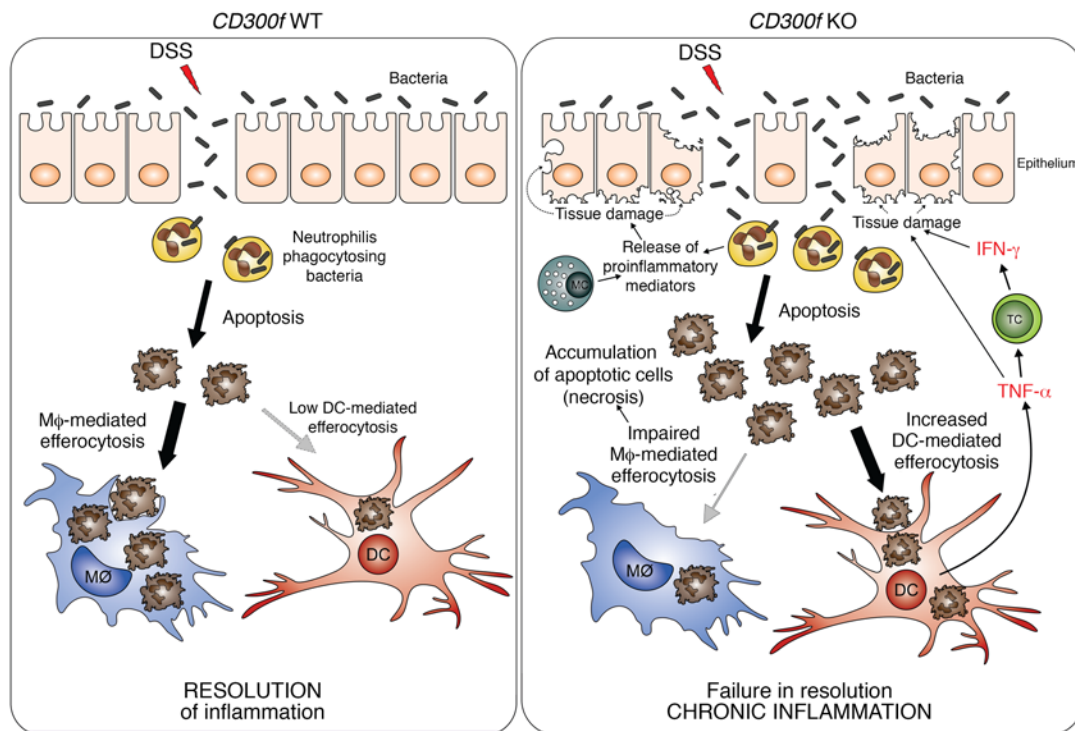 CD300f WT
DSS
Bacteria
Neutrophilis
phagocytosing
bacteria
Apoptosis
Mϕ-mediated
efferocytosis
Low DC-mediated
efferocytosis
MØ
DC
RESOLUTION
of inflammation
CD300f KO
DSS
Bacteria
Epithelium
Tissue damage
Tissue damage
Release of
proinflammatory
mediators
MC
IFN-γ
TC
TNF-α
Apoptosis
Accumulation
of apoptotic cells
(necrosis)
Impaired
Mϕ-mediated
efferocytosis
Increased
DC-mediated
efferocytosis
MØ
DC
Failure in resolution
CHRONIC INFLAMMATION